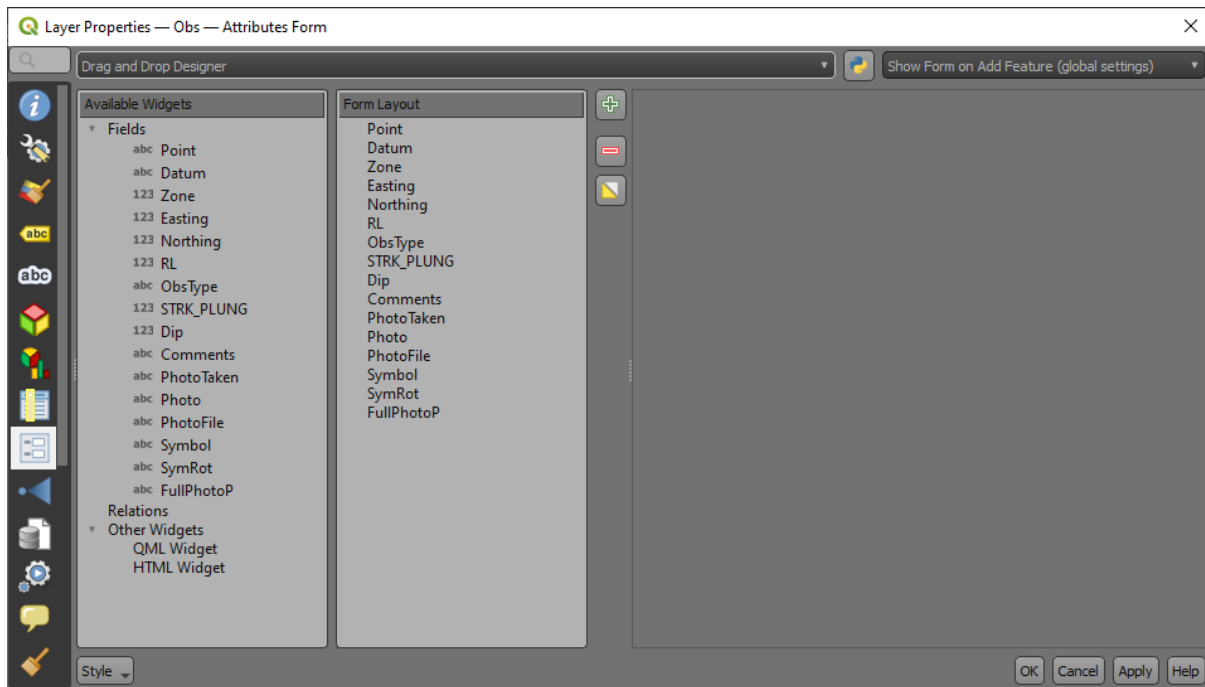 Layer Properties — Obs — Attributes Form
Drag and Drop Designer
Show Form on Add Feature (global settings)
Available Widgets
Fields
abc Point
abc Datum
123 Zone
123 Easting
123 Northing
123 RL
abc ObsType
123 STRK_PLUNG
123 Dip
abc Comments
abc PhotoTaken
abc Photo
abc PhotoFile
abc Symbol
abc SymRot
abc FullPhotoP
Relations
Other Widgets
QML Widget
HTML Widget
Form Layout
Point
Datum
Zone
Easting
Northing
RL
ObsType
STRK_PLUNG
Dip
Comments
PhotoTaken
Photo
PhotoFile
Symbol
SymRot
FullPhotoP
abc
abc
Style
OK
Cancel
Apply
Help